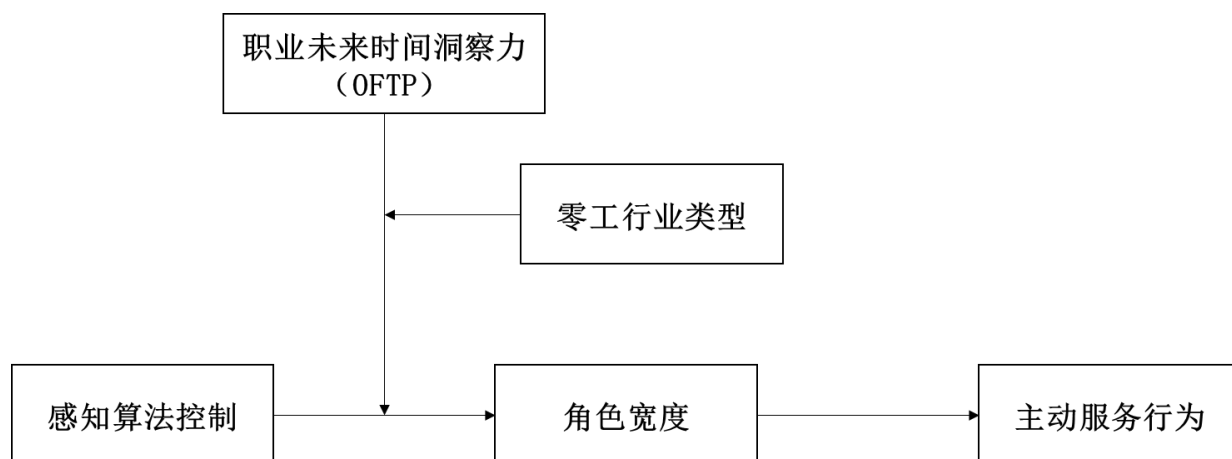 职业未来时间洞察力
（OFTP）
零工行业类型
感知算法控制
角色宽度
主动服务行为